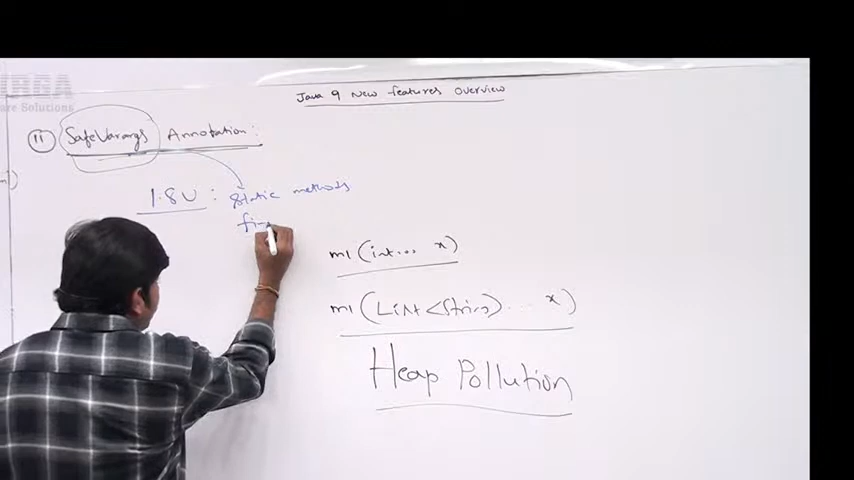 Java 9 New features Overview
11 SafeVarargs Annotation:
1.8V : Static methods
fin
m1(int... x)
m1(List<String>... x)
Heap Pollution